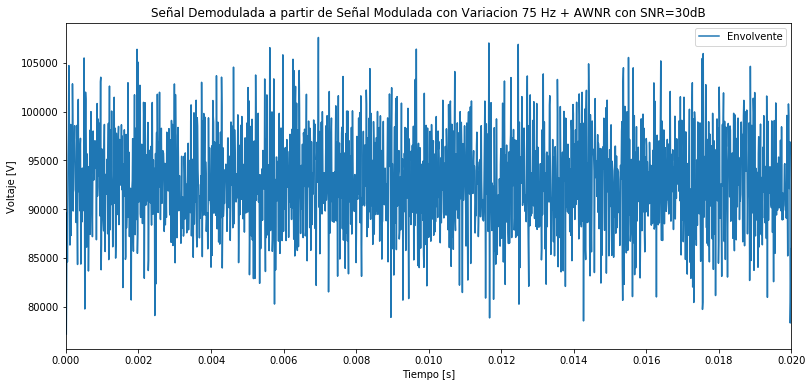 Señal Demodulada a partir de Señal Modulada con Variacion 75 Hz + AWNR con SNR=30dB
Envolvente
105000
100000
95000
90000
85000
80000
Voltaje [V]
0.000 0.002 0.004 0.006 0.008 0.010 0.012 0.014 0.016 0.018 0.020
Tiempo [s]